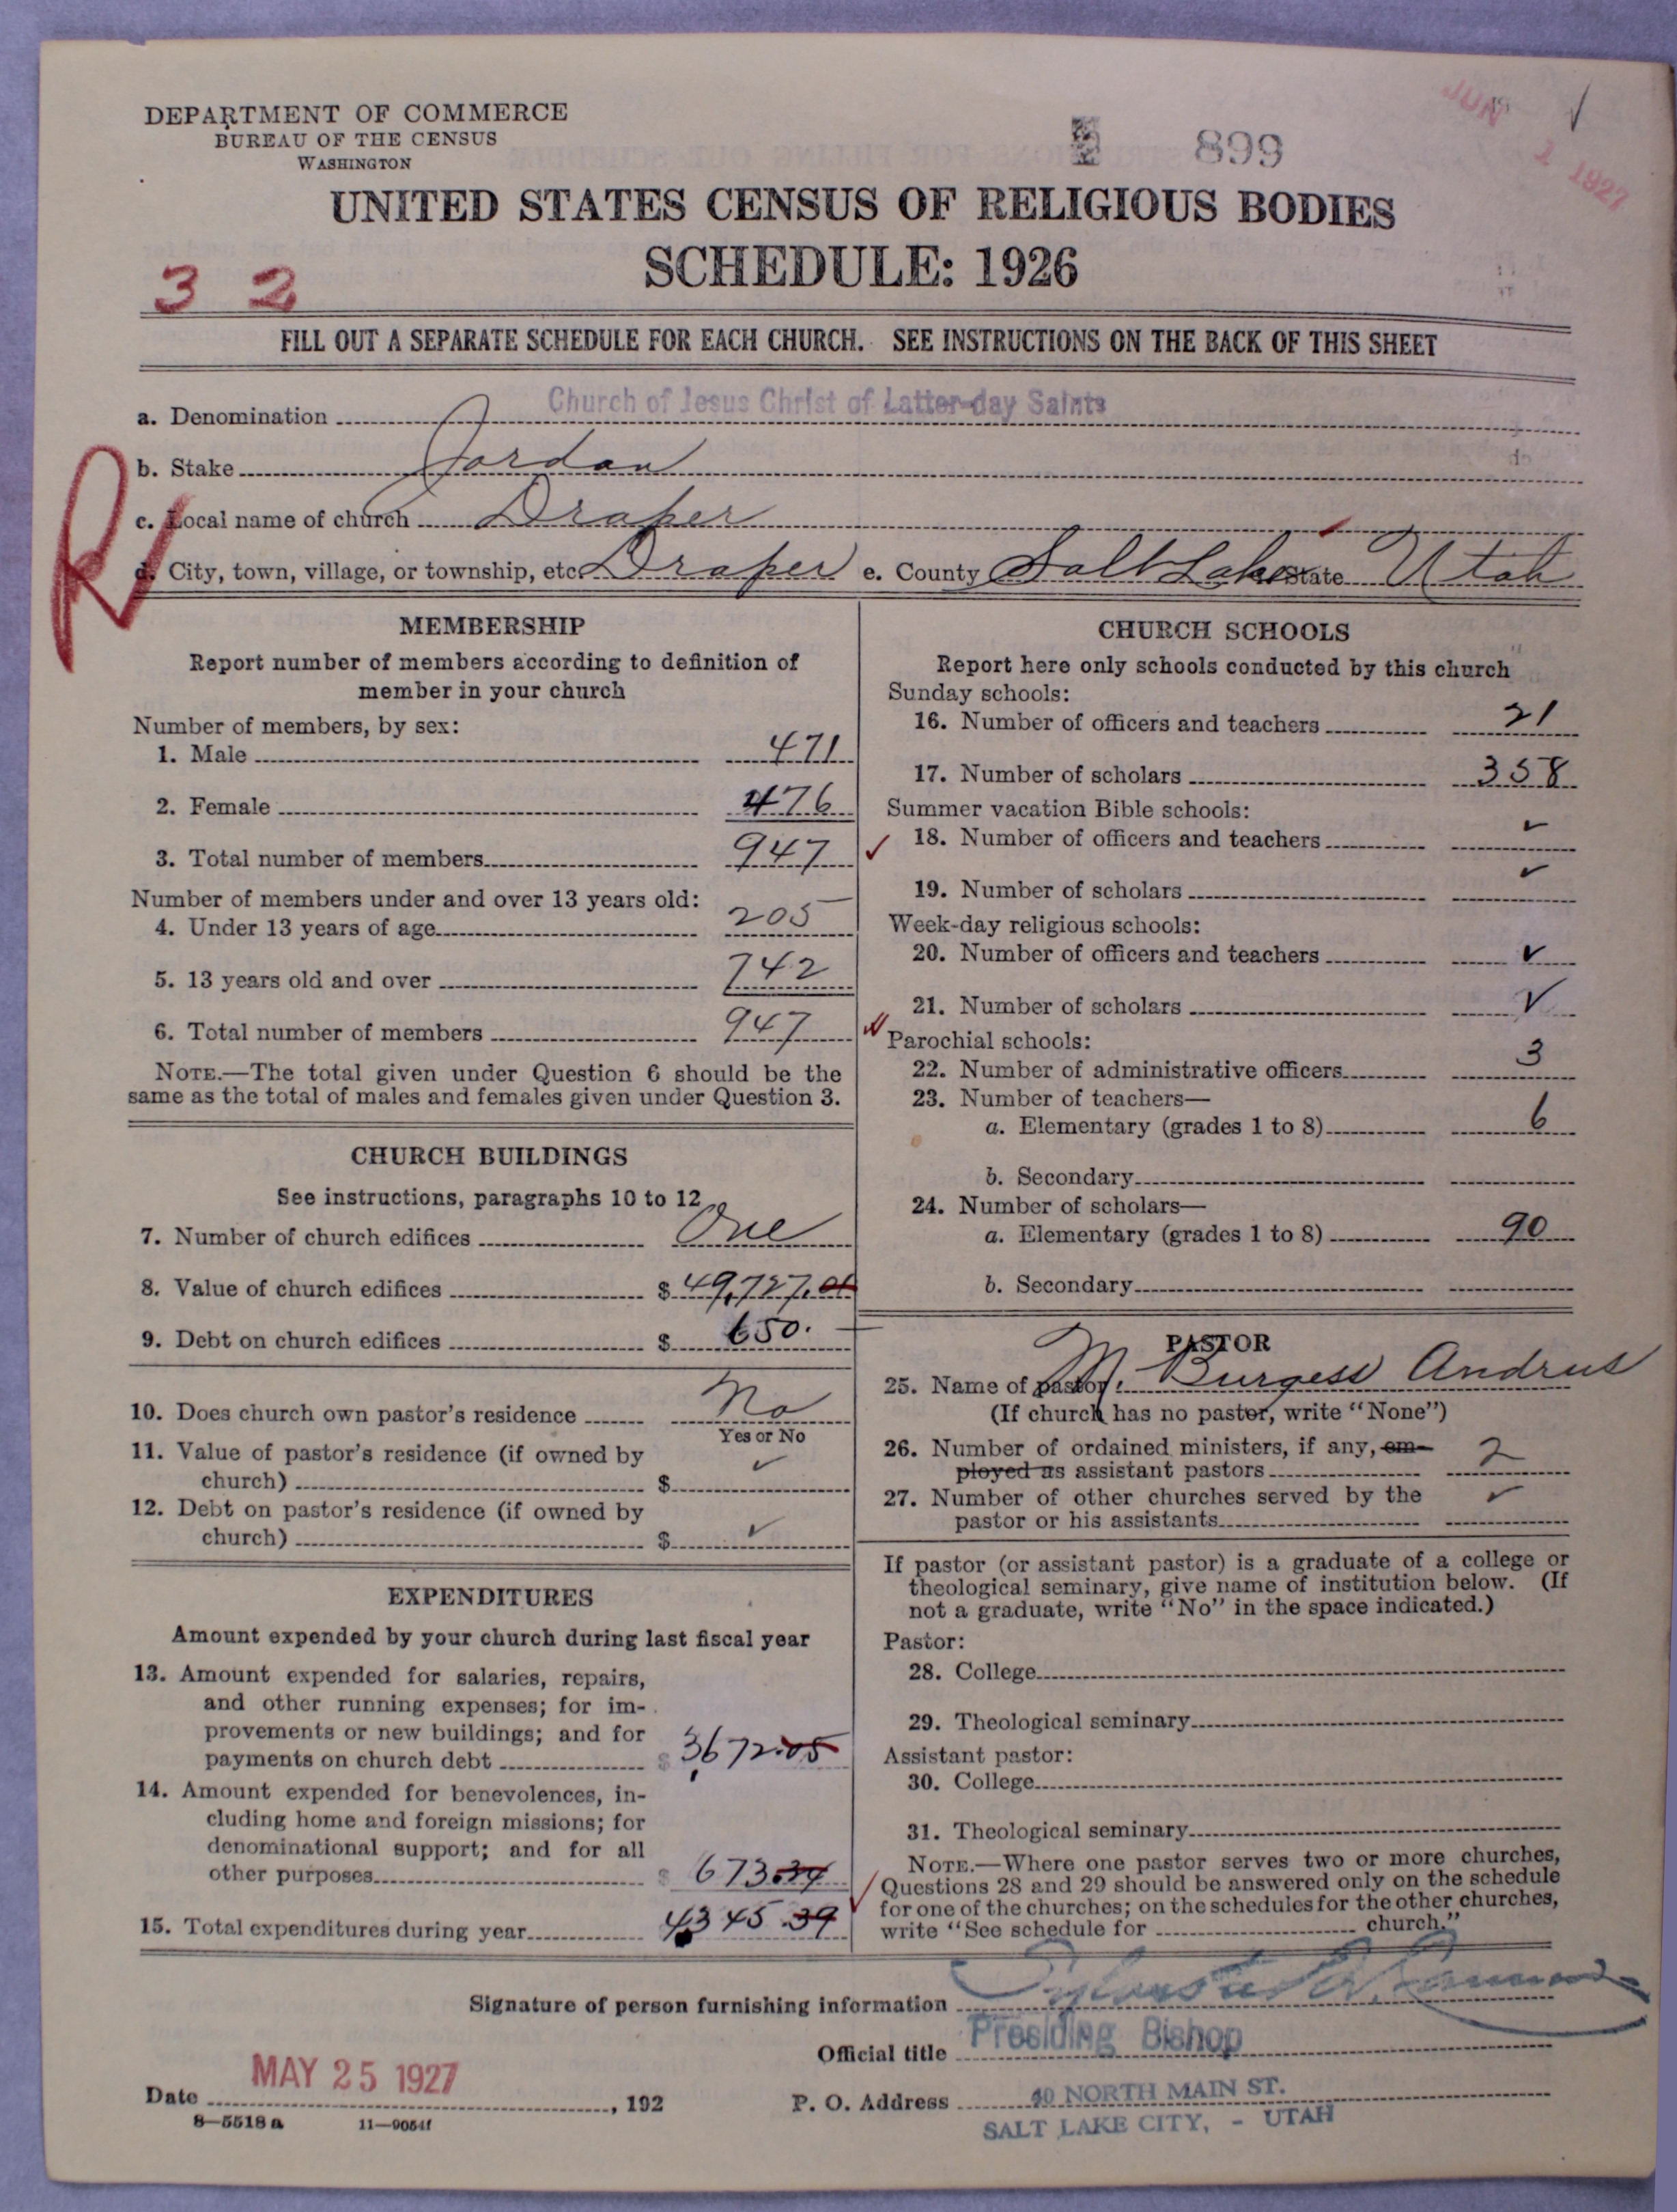 DEPARTMENT OF COMMERCE
BUREAU OF THE CENSUS
WASHINGTON
899
JUN 1 1927
UNITED STATES CENSUS OF RELIGIOUS BODIES
SCHEDULE: 1926
3 2
FILL OUT A SEPARATE SCHEDULE FOR EACH CHURCH. SEE INSTRUCTIONS ON THE BACK OF THIS SHEET
a. Denomination Church of Jesus Christ of Latter-day Saints
b. Stake Jordan
c. Local name of church Draper
d. City, town, village, or township, etc. Draper e. County Salt Lake State Utah
R
MEMBERSHIP
Report number of members according to definition of
member in your church
Number of members, by sex:
1. Male 471
2. Female 476
3. Total number of members 947
Number of members under and over 13 years old:
4. Under 13 years of age 205
5. 13 years old and over 742
6. Total number of members 947
NOTE.—The total given under Question 6 should be the
same as the total of males and females given under Question 3.
CHURCH BUILDINGS
See instructions, paragraphs 10 to 12
7. Number of church edifices One
8. Value of church edifices $ 49,727.01
9. Debt on church edifices $ 650.
10. Does church own pastor's residence No
Yes or No
11. Value of pastor's residence (if owned by
church) $ ✓
12. Debt on pastor's residence (if owned by
church) $ ✓
EXPENDITURES
Amount expended by your church during last fiscal year
13. Amount expended for salaries, repairs,
and other running expenses; for im-
provements or new buildings; and for
payments on church debt $ 3672.05
14. Amount expended for benevolences, in-
cluding home and foreign missions; for
denominational support; and for all
other purposes $ 673.34
15. Total expenditures during year 4345.39
CHURCH SCHOOLS
Report here only schools conducted by this church
Sunday schools:
16. Number of officers and teachers 21
17. Number of scholars 358
Summer vacation Bible schools:
18. Number of officers and teachers ✓
19. Number of scholars ✓
Week-day religious schools:
20. Number of officers and teachers ✓
21. Number of scholars ✓
Parochial schools:
22. Number of administrative officers 3
23. Number of teachers—
a. Elementary (grades 1 to 8) 6
b. Secondary
24. Number of scholars—
a. Elementary (grades 1 to 8) 90
b. Secondary
PASTOR
25. Name of pastor M. Burgess Andrus
(If church has no pastor, write "None")
26. Number of ordained ministers, if any, em-
ployed as assistant pastors 2
27. Number of other churches served by the
pastor or his assistants ✓
If pastor (or assistant pastor) is a graduate of a college or
theological seminary, give name of institution below. (If
not a graduate, write "No" in the space indicated.)
Pastor:
28. College
29. Theological seminary
Assistant pastor:
30. College
31. Theological seminary
NOTE.—Where one pastor serves two or more churches,
Questions 28 and 29 should be answered only on the schedule
for one of the churches; on the schedules for the other churches,
write "See schedule for church."
Signature of person furnishing information
Official title Presiding Bishop
Date MAY 25 1927, 192
P. O. Address 40 NORTH MAIN ST.
SALT LAKE CITY, - UTAH
8—5518 a 11—9054f